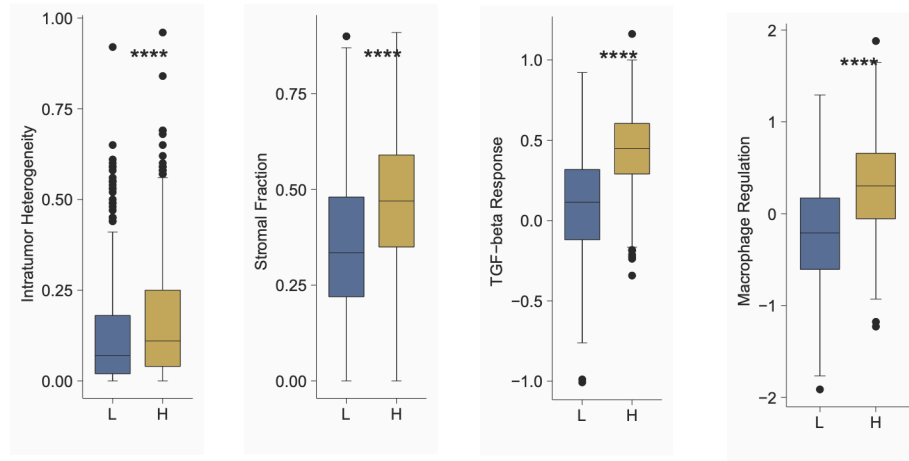 Intratumor Heterogeneity
1.00
0.75
0.50
0.25
0.00
****
L H
Stromal Fraction
0.75
0.50
0.25
0.00
****
L H
TGF−beta Response
1.0
0.5
0.0
−0.5
−1.0
****
L H
Macrophage Regulation
2
1
0
−1
−2
****
L H